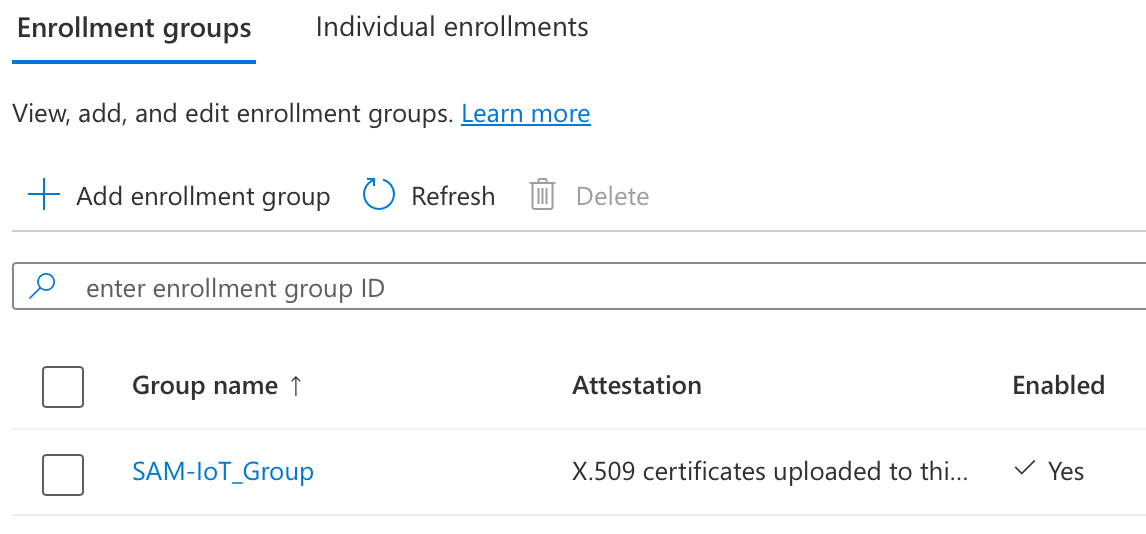 Enrollment groups Individual enrollments
View, add, and edit enrollment groups. Learn more
Add enrollment group Refresh Delete
enter enrollment group ID
Group name ↑ Attestation Enabled
SAM-IoT_Group X.509 certificates uploaded to thi... Yes